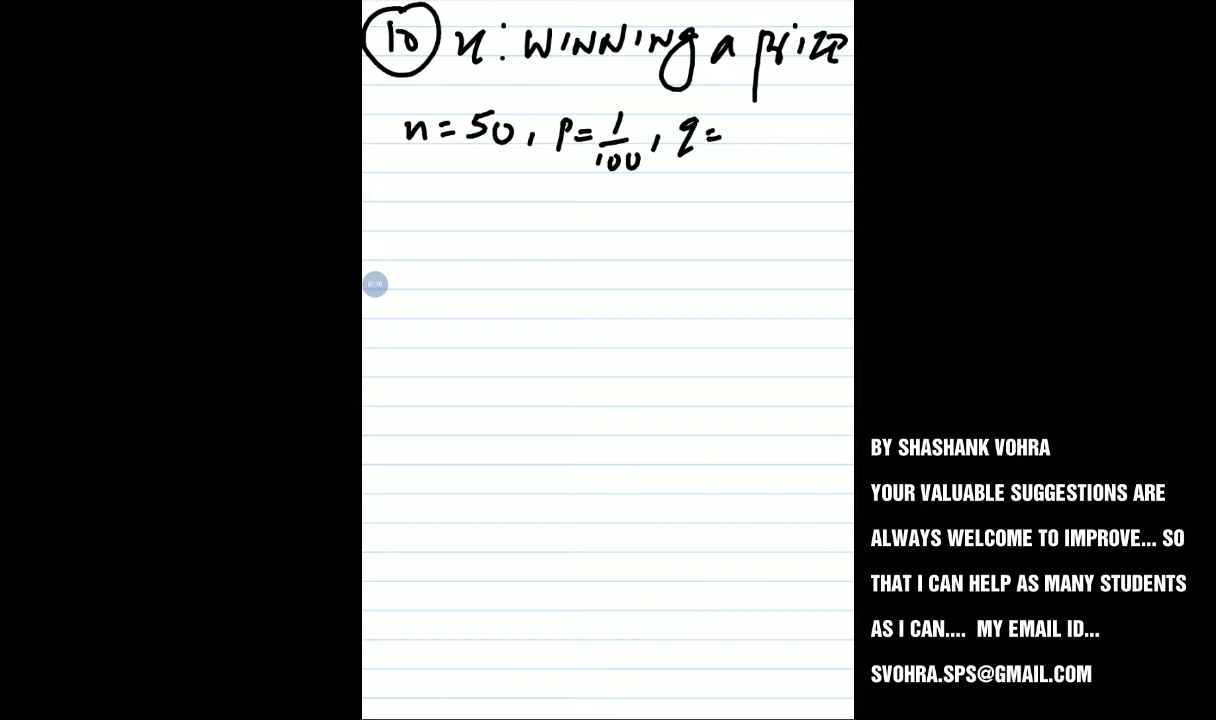 10 x: WINNING a prize
n = 50, p = 1/100, q =
BY SHASHANK VOHRA
YOUR VALUABLE SUGGESTIONS ARE
ALWAYS WELCOME TO IMPROVE... SO
THAT I CAN HELP AS MANY STUDENTS
AS I CAN.... MY EMAIL ID...
SVOHRA.SPS@GMAIL.COM